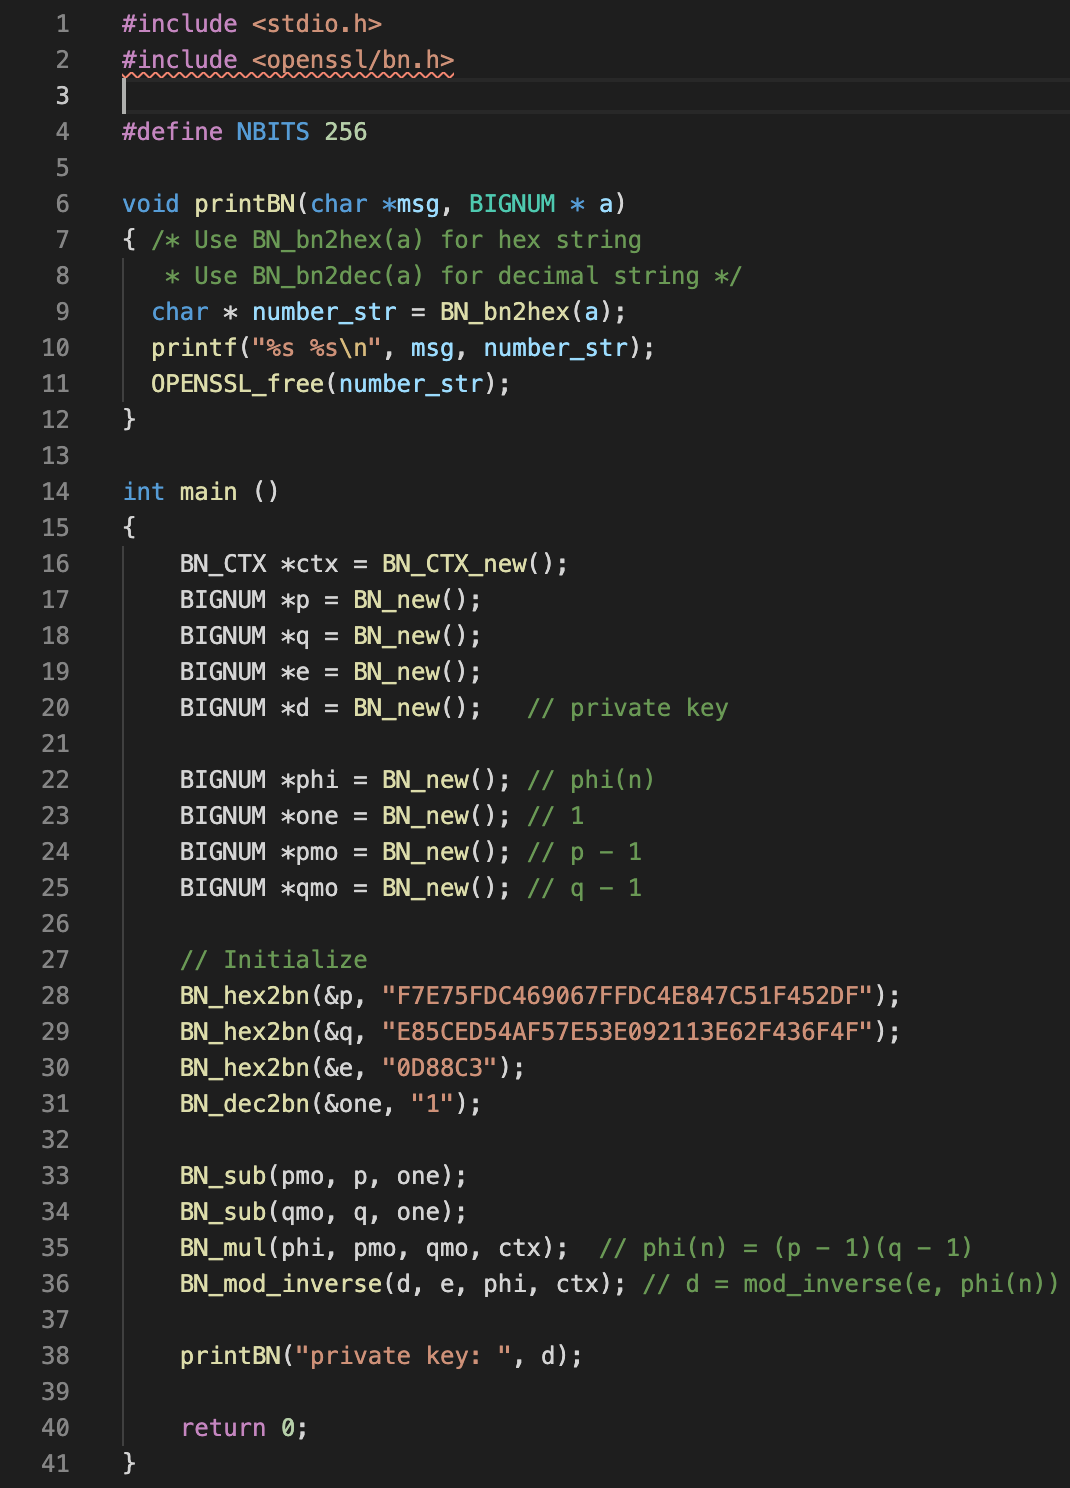 1 #include <stdio.h>
2 #include <openssl/bn.h>
3
4 #define NBITS 256
5
6 void printBN(char *msg, BIGNUM * a)
7 { /* Use BN_bn2hex(a) for hex string
8    * Use BN_bn2dec(a) for decimal string */
9   char * number_str = BN_bn2hex(a);
10   printf("%s %s\n", msg, number_str);
11   OPENSSL_free(number_str);
12 }
13
14 int main ()
15 {
16     BN_CTX *ctx = BN_CTX_new();
17     BIGNUM *p = BN_new();
18     BIGNUM *q = BN_new();
19     BIGNUM *e = BN_new();
20     BIGNUM *d = BN_new();   // private key
21
22     BIGNUM *phi = BN_new(); // phi(n)
23     BIGNUM *one = BN_new(); // 1
24     BIGNUM *pmo = BN_new(); // p - 1
25     BIGNUM *qmo = BN_new(); // q - 1
26
27     // Initialize
28     BN_hex2bn(&p, "F7E75FDC469067FFDC4E847C51F452DF");
29     BN_hex2bn(&q, "E85CED54AF57E53E092113E62F436F4F");
30     BN_hex2bn(&e, "0D88C3");
31     BN_dec2bn(&one, "1");
32
33     BN_sub(pmo, p, one);
34     BN_sub(qmo, q, one);
35     BN_mul(phi, pmo, qmo, ctx);  // phi(n) = (p - 1)(q - 1)
36     BN_mod_inverse(d, e, phi, ctx); // d = mod_inverse(e, phi(n))
37
38     printBN("private key: ", d);
39
40     return 0;
41 }